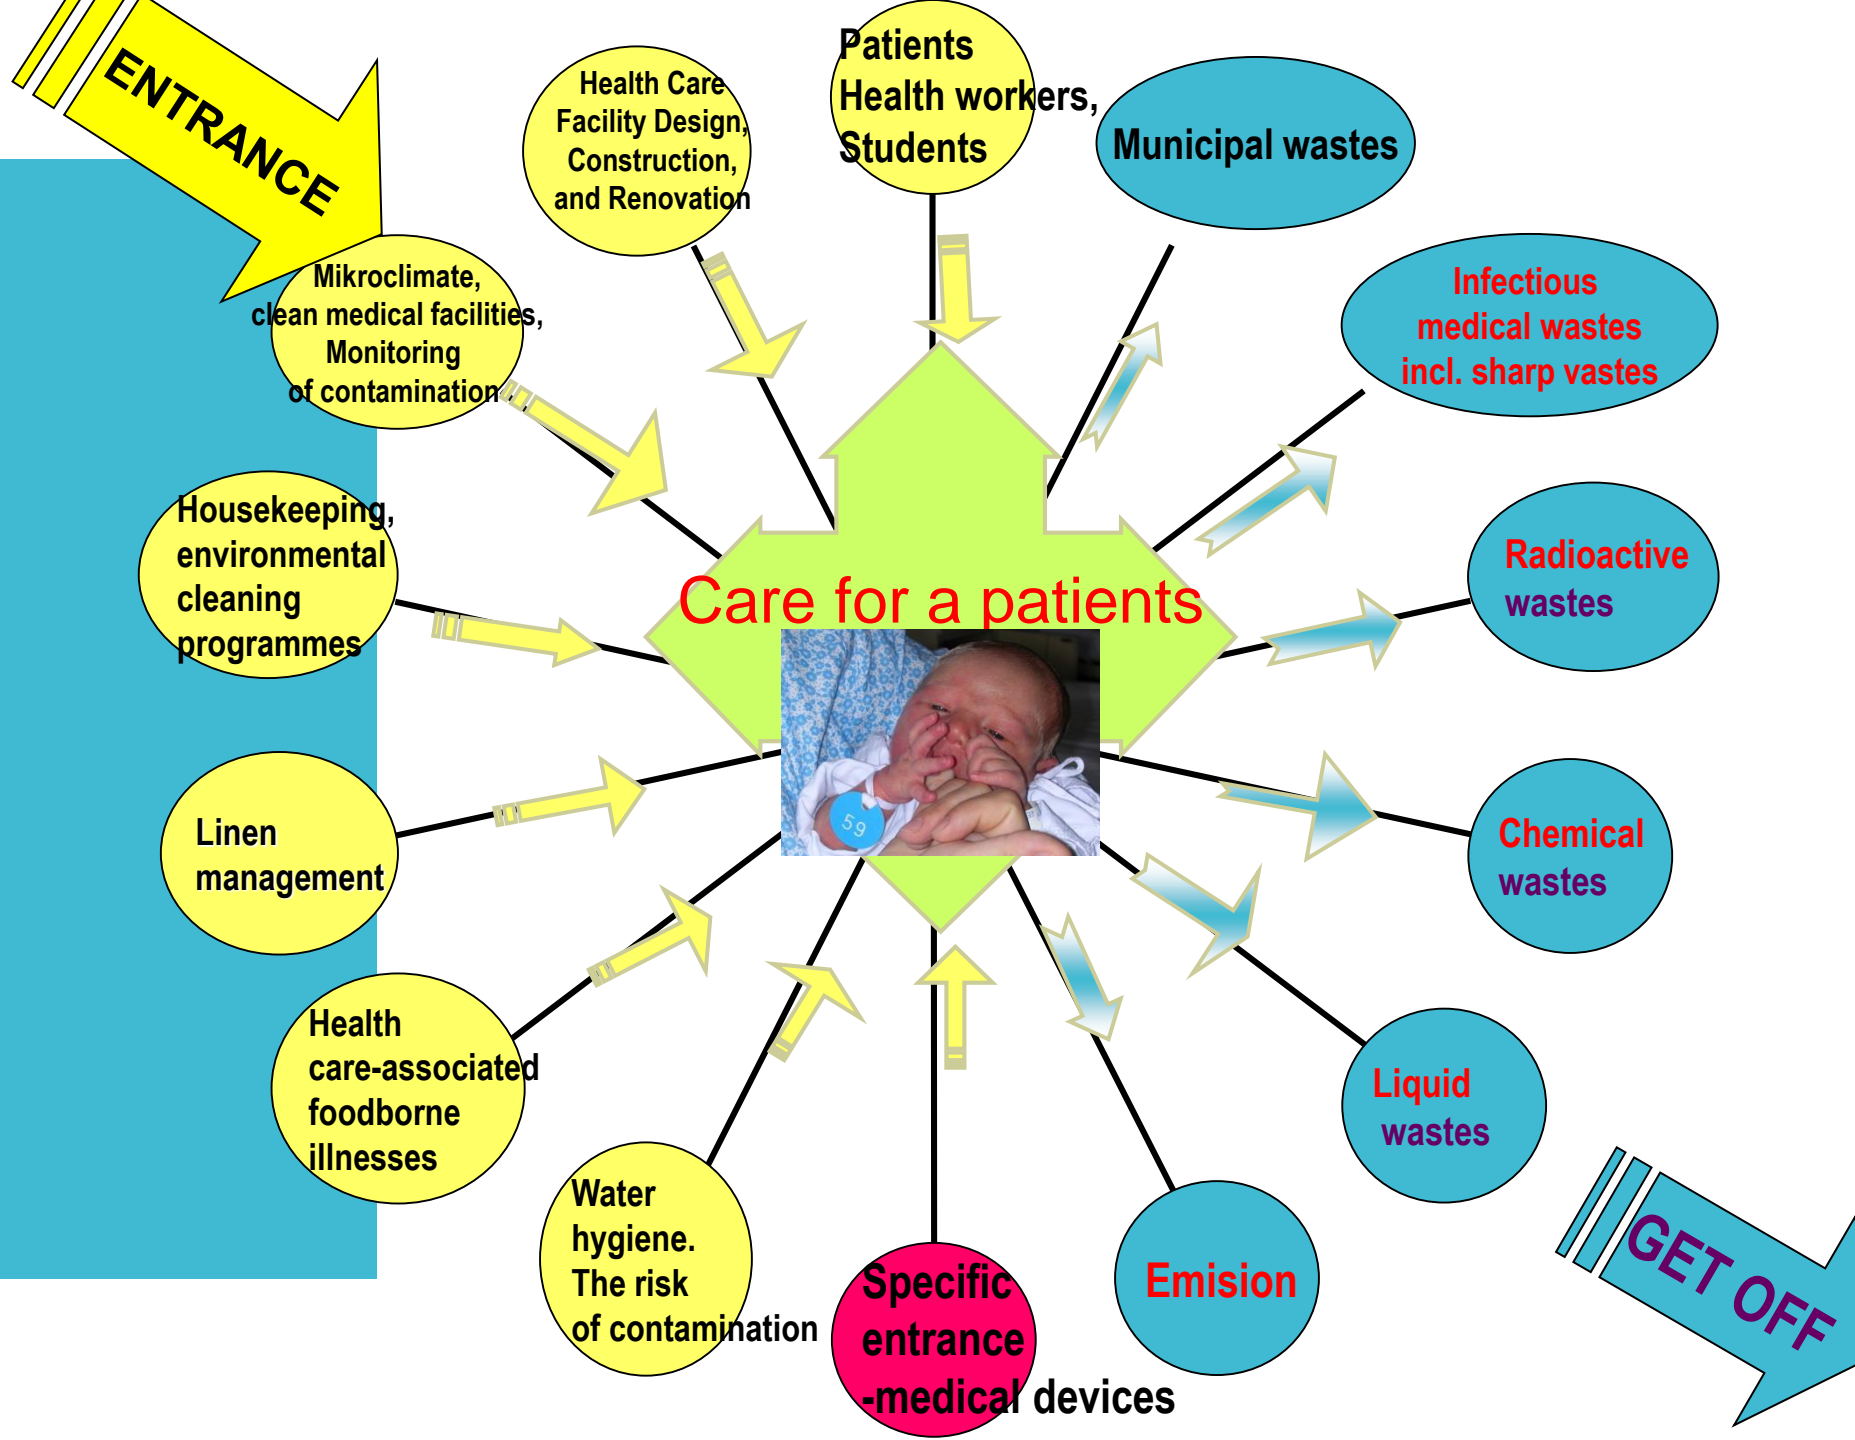 ENTRANCE
Patients
Health workers,
Students
Health Care
Facility Design,
Construction,
and Renovation
Municipal wastes
Mikroclimate,
clean medical facilities,
Monitoring
of contamination
Infectious
medical wastes
incl. sharp vastes
Housekeeping,
environmental
cleaning
programmes
Radioactive
wastes
Care for a patients
59
Linen
management
Chemical
wastes
Health
care-associated
foodborne
illnesses
Liquid
wastes
Water
hygiene.
The risk
of contamination
Specific
entrance
-medical devices
Emision
GET OFF